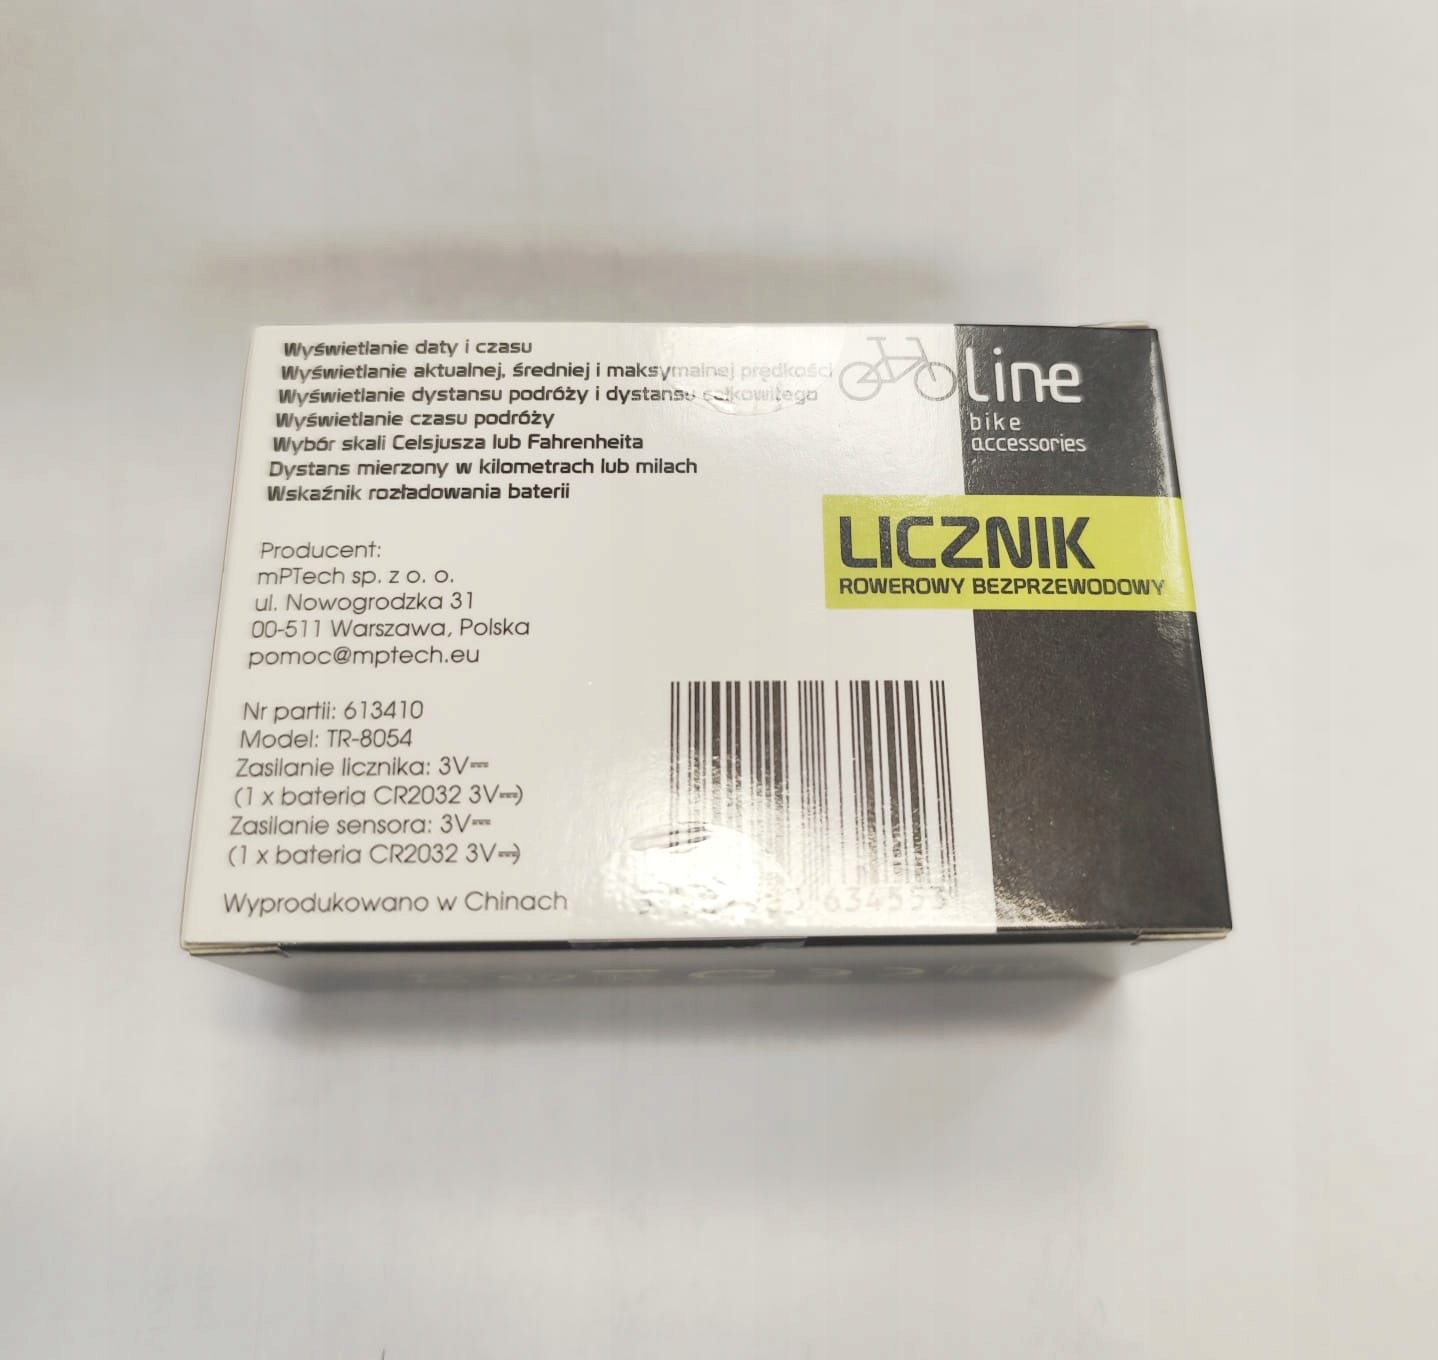 Wyświetlanie daty i czasu
Wyświetlanie aktualnej, średniej i maksymalnej prędkości
Wyświetlanie dystansu podróży i dystansu całkowitego
Wyświetlanie czasu podróży
Wybór skali Celsjusza lub Fahrenheita
Dystans mierzony w kilometrach lub milach
Wskaźnik rozładowania baterii
Producent:
mPTech sp. z o. o.
ul. Nowogrodzka 31
00-511 Warszawa, Polska
pomoc@mptech.eu
Nr partii: 613410
Model: TR-8054
Zasilanie licznika: 3V⎓
(1 x bateria CR2032 3V⎓)
Zasilanie sensora: 3V⎓
(1 x bateria CR2032 3V⎓)
Wyprodukowano w Chinach
line
bike
accessories
LICZNIK
ROWEROWY BEZPRZEWODOWY